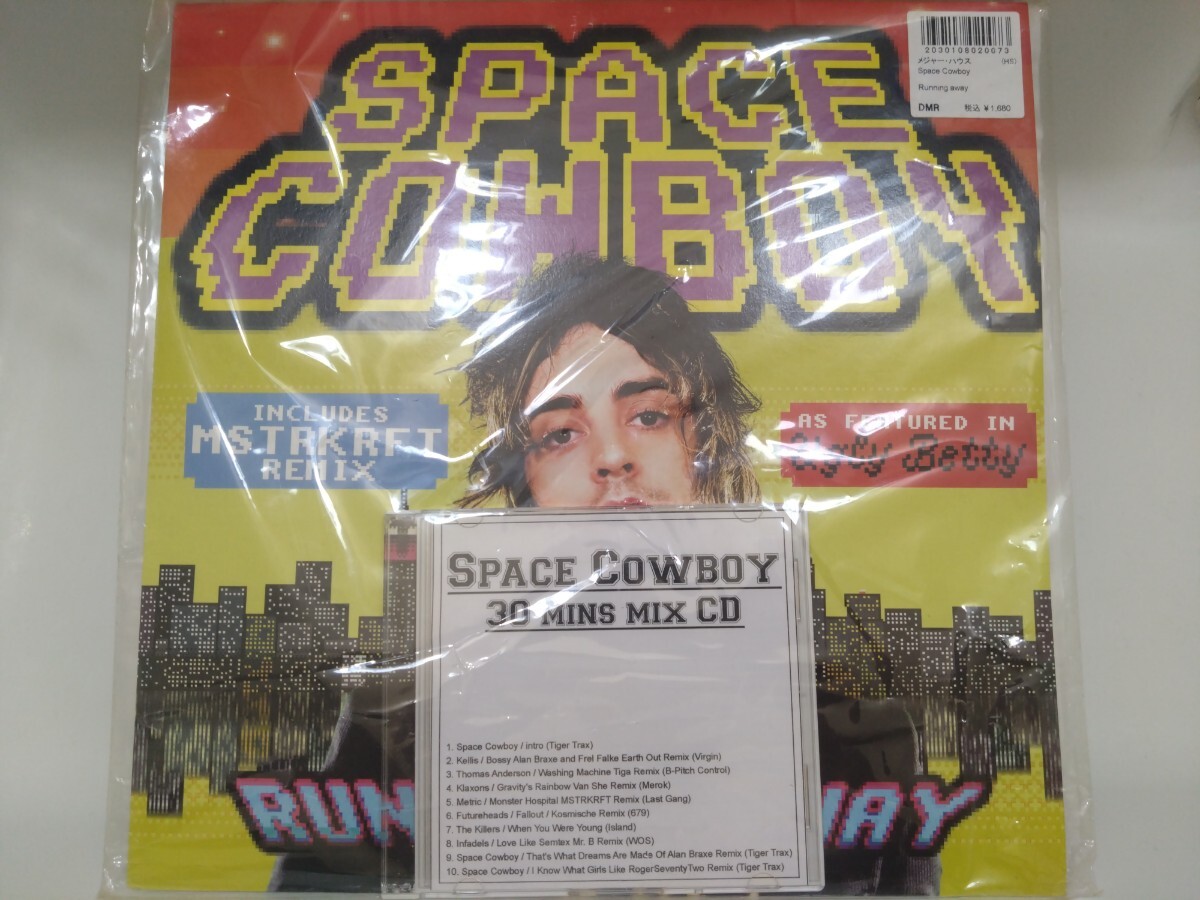 SPACE
COWBOY
2030108020073
メジャー・ハウス (HS)
Space Cowboy
Running away
DMR 税込 ¥1,680
INCLUDES
MSTRKRFT
REMIX
AS FEATURED IN
Ugly Betty
SPACE COWBOY
30 MINS MIX CD
1. Space Cowboy / intro (Tiger Trax)
2. Kellis / Bossy Alan Braxe and Frel Falke Earth Out Remix (Virgin)
3. Thomas Anderson / Washing Machine Tiga Remix (B-Pitch Control)
4. Klaxons / Gravity's Rainbow Van She Remix (Merok)
5. Metric / Monster Hospital MSTRKRFT Remix (Last Gang)
6. Futureheads / Fallout / Kosmische Remix (679)
7. The Killers / When You Were Young (Island)
8. Infadels / Love Like Semtex Mr. B Remix (WOS)
9. Space Cowboy / That's What Dreams Are Made Of Alan Braxe Remix (Tiger Trax)
10. Space Cowboy / I Know What Girls Like RogerSeventyTwo Remix (Tiger Trax)
RUN WAY